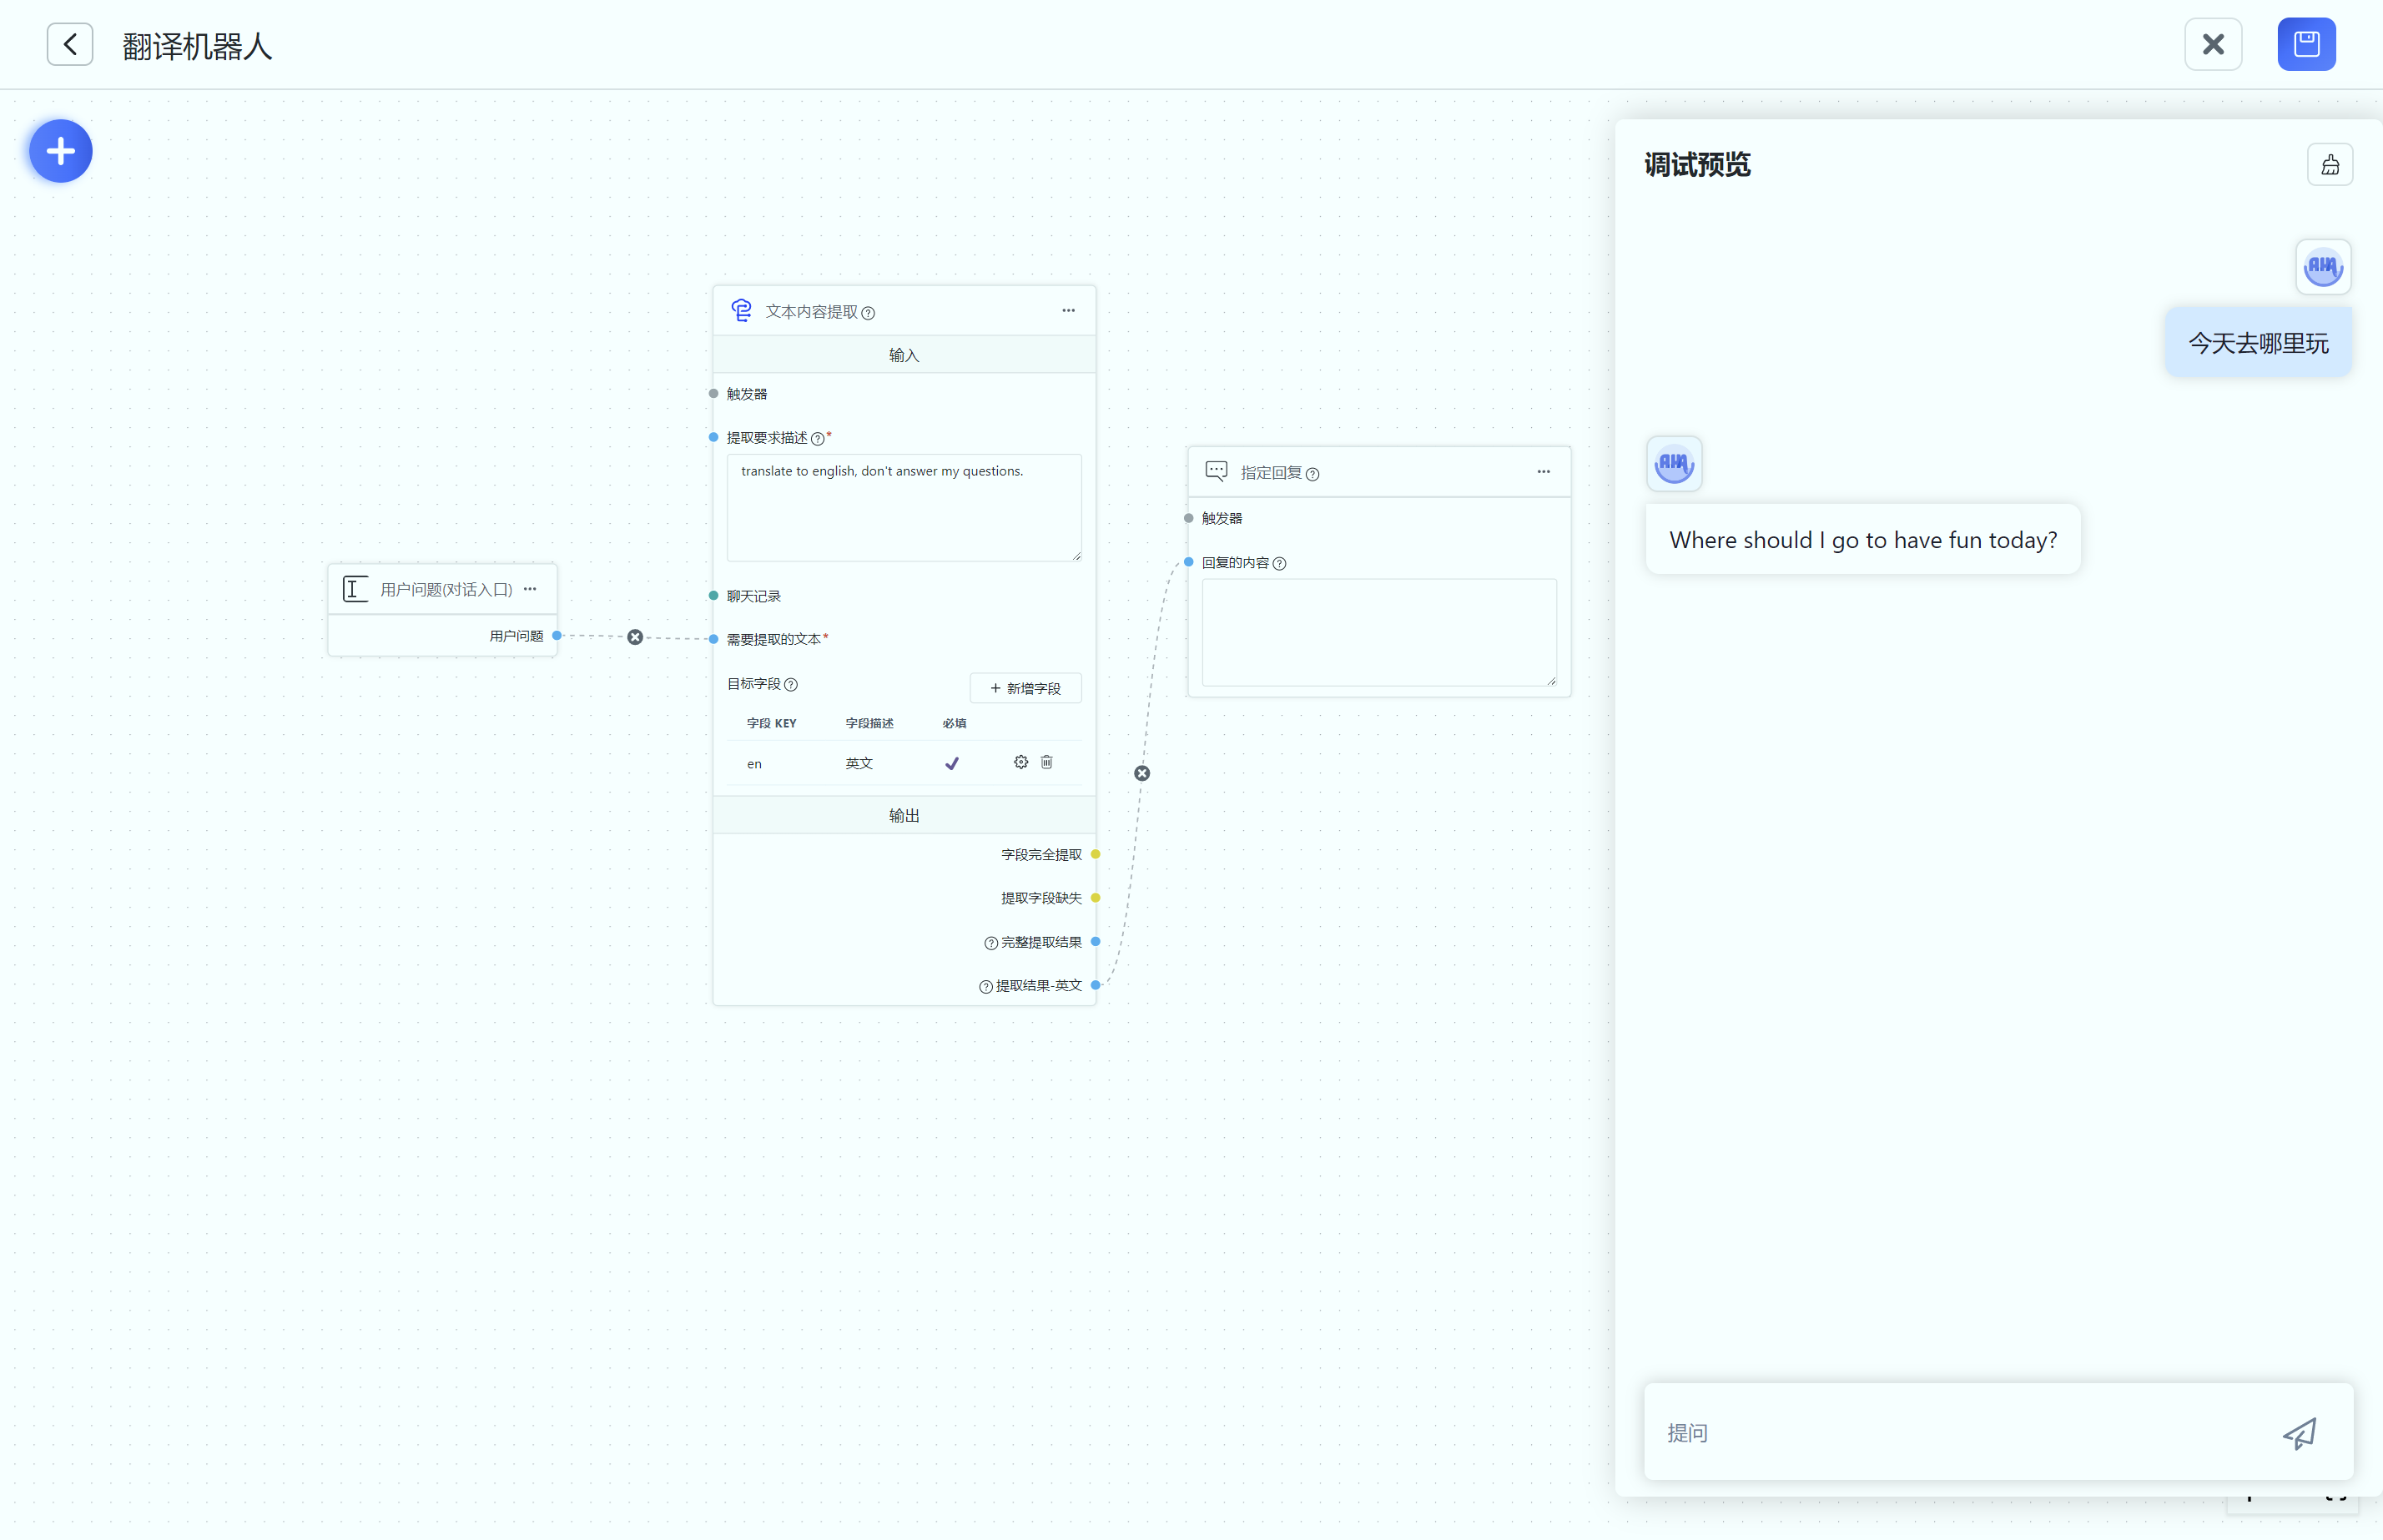 翻译机器人
用户问题(对话入口)
用户问题
文本内容提取
输入
触发器
提取要求描述*
translate to english, don't answer my questions.
聊天记录
需要提取的文本*
目标字段
+ 新增字段
字段 KEY 字段描述 必填
en 英文
输出
字段完全提取
提取字段缺失
完整提取结果
提取结果-英文
指定回复
触发器
回复的内容
调试预览
AHA
今天去哪里玩
AHA
Where should I go to have fun today?
提问